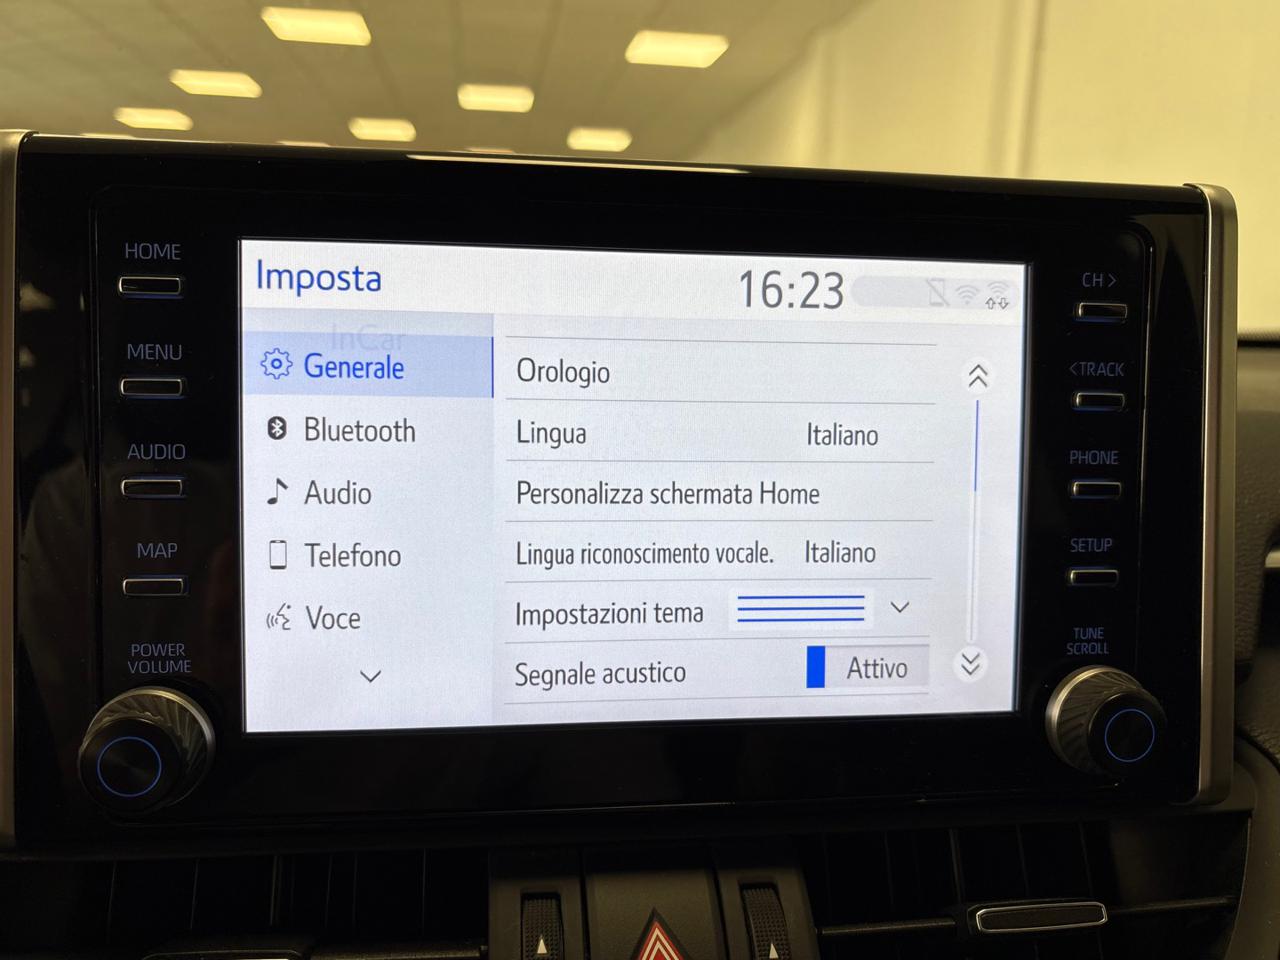 HOME
MENU
AUDIO
MAP
POWER
VOLUME
Imposta
16:23
InCar
Generale
Bluetooth
Audio
Telefono
Voce
Orologio
Lingua Italiano
Personalizza schermata Home
Lingua riconoscimento vocale. Italiano
Impostazioni tema
Segnale acustico Attivo
CH >
< TRACK
PHONE
SETUP
TUNE
SCROLL